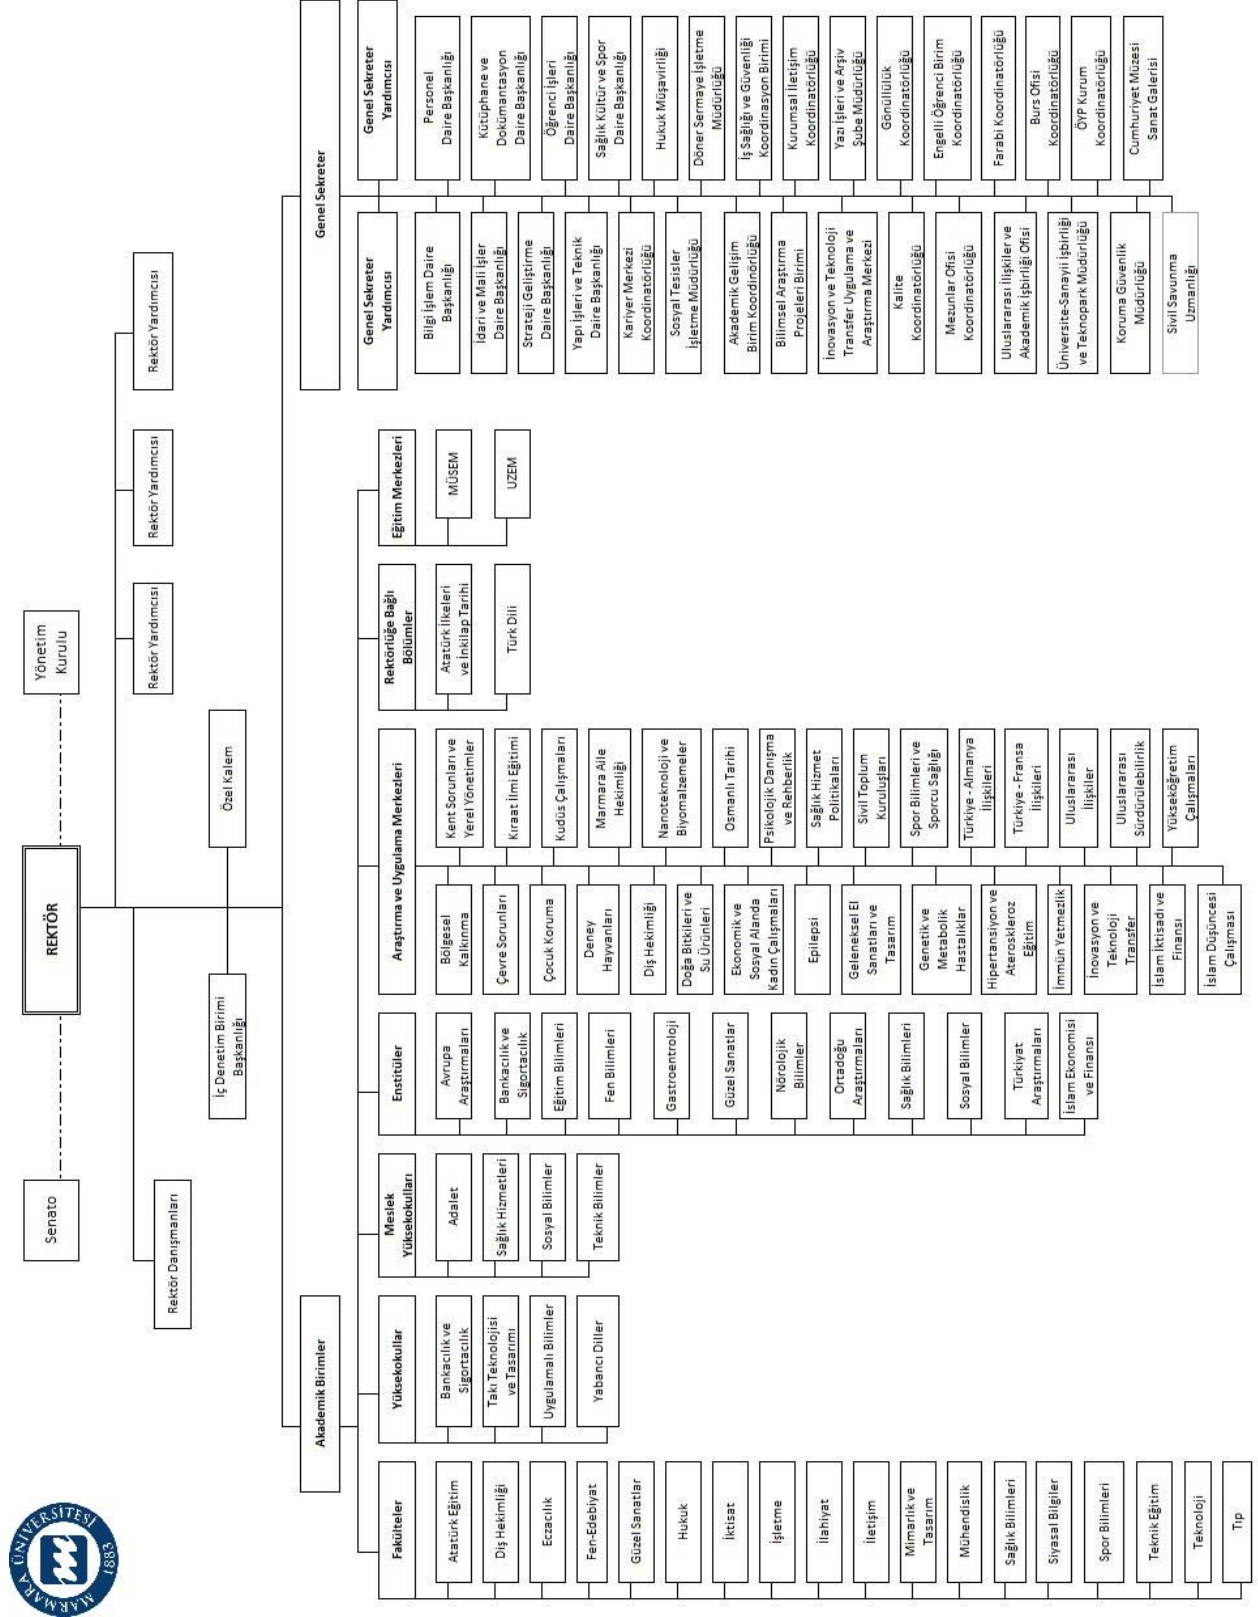 MARMARA ÜNİVERSİTESİ
1883
Senato
REKTÖR
Yönetim
Kurulu
Rektör Danışmanları
Rektör Yardımcısı
Rektör Yardımcısı
Rektör Yardımcısı
İç Denetim Birimi
Başkanlığı
Özel Kalem
Akademik Birimler
Genel Sekreter
Fakülteler
Atatürk Eğitim
Diş Hekimliği
Eczacılık
Fen-Edebiyat
Güzel Sanatlar
Hukuk
İktisat
İşletme
İlahiyat
İletişim
Mimarlık ve
Tasarım
Mühendislik
Sağlık Bilimleri
Siyasal Bilgiler
Spor Bilimleri
Teknik Eğitim
Teknoloji
Tıp
Yüksekokullar
Bankacılık ve
Sigortacılık
Takı Teknolojisi
ve Tasarımı
Uygulamalı Bilimler
Yabancı Diller
Meslek
Yüksekokulları
Adalet
Sağlık Hizmetleri
Sosyal Bilimler
Teknik Bilimler
Enstitüler
Avrupa
Araştırmaları
Bankacılık ve
Sigortacılık
Eğitim Bilimleri
Fen Bilimleri
Gastroentroloji
Güzel Sanatlar
Nörolojik
Bilimler
Ortadoğu
Araştırmaları
Sağlık Bilimleri
Sosyal Bilimler
Türkiyat
Araştırmaları
İslam Ekonomisi
ve Finansı
Araştırma ve Uygulama Merkezleri
Bölgesel
Kalkınma
Çevre Sorunları
Çocuk Koruma
Deney
Hayvanları
Diş Hekimliği
Doğa Bitkileri ve
Su Ürünleri
Ekonomik ve
Sosyal Alanda
Kadın Çalışmaları
Epilepsi
Geleneksel El
Sanatları ve
Tasarım
Genetik ve
Metabolik
Hastalıklar
Hipertansiyon ve
Ateroskleroz
Eğitim
İmmün Yetmezlik
İnovasyon ve
Teknoloji
Transfer
İslam İktisadı ve
Finansı
İslam Düşüncesi
Çalışması
Kent Sorunları ve
Yerel Yönetimler
Kıraat İlmi Eğitimi
Kudüs Çalışmaları
Marmara Aile
Hekimliği
Nanoteknoloji ve
Biyomalzemeler
Osmanlı Tarihi
Psikolojik Danışma
ve Rehberlik
Sağlık Hizmet
Politikaları
Sivil Toplum
Kuruluşları
Spor Bilimleri ve
Sporcu Sağlığı
Türkiye - Almanya
İlişkileri
Türkiye - Fransa
İlişkileri
Uluslararası
İlişkiler
Uluslararası
Sürdürülebilirlik
Yükseköğretim
Çalışmaları
Rektörlüğe Bağlı
Bölümler
Atatürk İlkeleri
ve İnkilap Tarihi
Türk Dili
Eğitim Merkezleri
MÜSEM
UZEM
Genel Sekreter
Yardımcısı
Bilgi İşlem Daire
Başkanlığı
İdari ve Mali İşler
Daire Başkanlığı
Strateji Geliştirme
Daire Başkanlığı
Yapı İşleri ve Teknik
Daire Başkanlığı
Kariyer Merkezi
Koordinatörlüğü
Sosyal Tesisler
İşletme Müdürlüğü
Akademik Gelişim
Birim Koordinörlüğü
Bilimsel Araştırma
Projeleri Birimi
İnovasyon ve Teknoloji
Transfer Uygulama ve
Araştırma Merkezi
Kalite
Koordinatörlüğü
Mezunlar Ofisi
Koordinatörlüğü
Uluslararası İlişkiler ve
Akademik İşbirliği Ofisi
Üniversite-Sanayii İşbirliği
ve Teknopark Müdürlüğü
Koruma Güvenlik
Müdürlüğü
Sivil Savunma
Uzmanlığı
Genel Sekreter
Yardımcısı
Personel
Daire Başkanlığı
Kütüphane ve
Dokümantasyon
Daire Başkanlığı
Öğrenci İşleri
Daire Başkanlığı
Sağlık Kültür ve Spor
Daire Başkanlığı
Hukuk Müşavirliği
Döner Sermaye İşletme
Müdürlüğü
İş Sağlığı ve Güvenliği
Koordinasyon Birimi
Kurumsal İletişim
Koordinatörlüğü
Yazı İşleri ve Arşiv
Şube Müdürlüğü
Gönüllülük
Koordinatörlüğü
Engelli Öğrenci Birim
Koordinatörlüğü
Farabi Koordinatörlüğü
Burs Ofisi
Koordinatörlüğü
ÖYP Kurum
Koordinatörlüğü
Cumhuriyet Müzesi
Sanat Galerisi